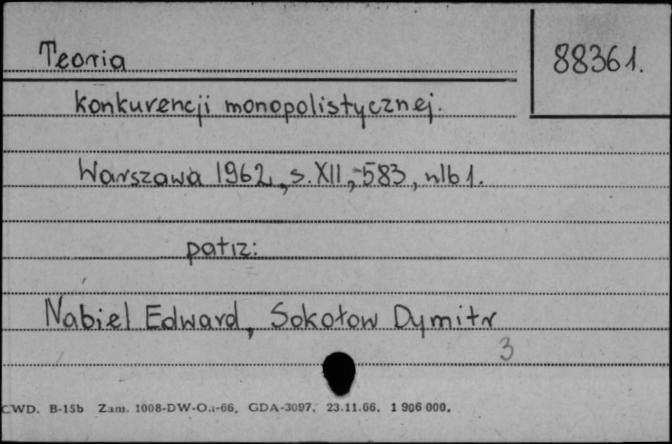 Teoria
88361.
konkurencji monopolistycznej.
Warszawa 1962, s. XII, 583, nlb 1.
patrz:
Nabiel Edward, Sokołow Dymitr
3
CWD. B-15b Zam. 1008-DW-O.i-66. GDA-3097. 23.11.66. 1 906 000.